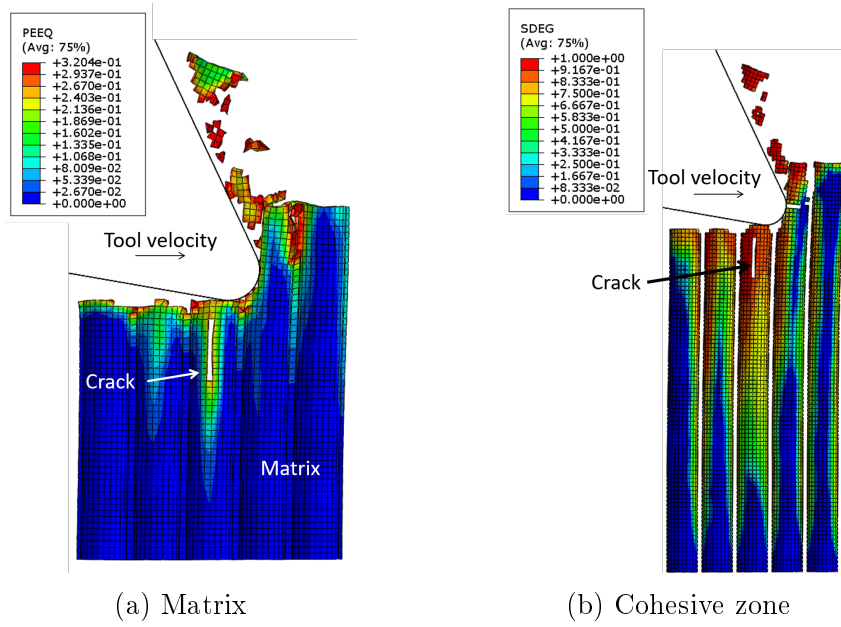 PEEQ
(Avg: 75%)
+3.204e-01
+2.937e-01
+2.670e-01
+2.403e-01
+2.136e-01
+1.869e-01
+1.602e-01
+1.335e-01
+1.068e-01
+8.009e-02
+5.339e-02
+2.670e-02
+0.000e+00
Tool velocity
Crack
Matrix
(a) Matrix
SDEG
(Avg: 75%)
+1.000e+00
+9.167e-01
+8.333e-01
+7.500e-01
+6.667e-01
+5.833e-01
+5.000e-01
+4.167e-01
+3.333e-01
+2.500e-01
+1.667e-01
+8.333e-02
+0.000e+00
Tool velocity
Crack
(b) Cohesive zone